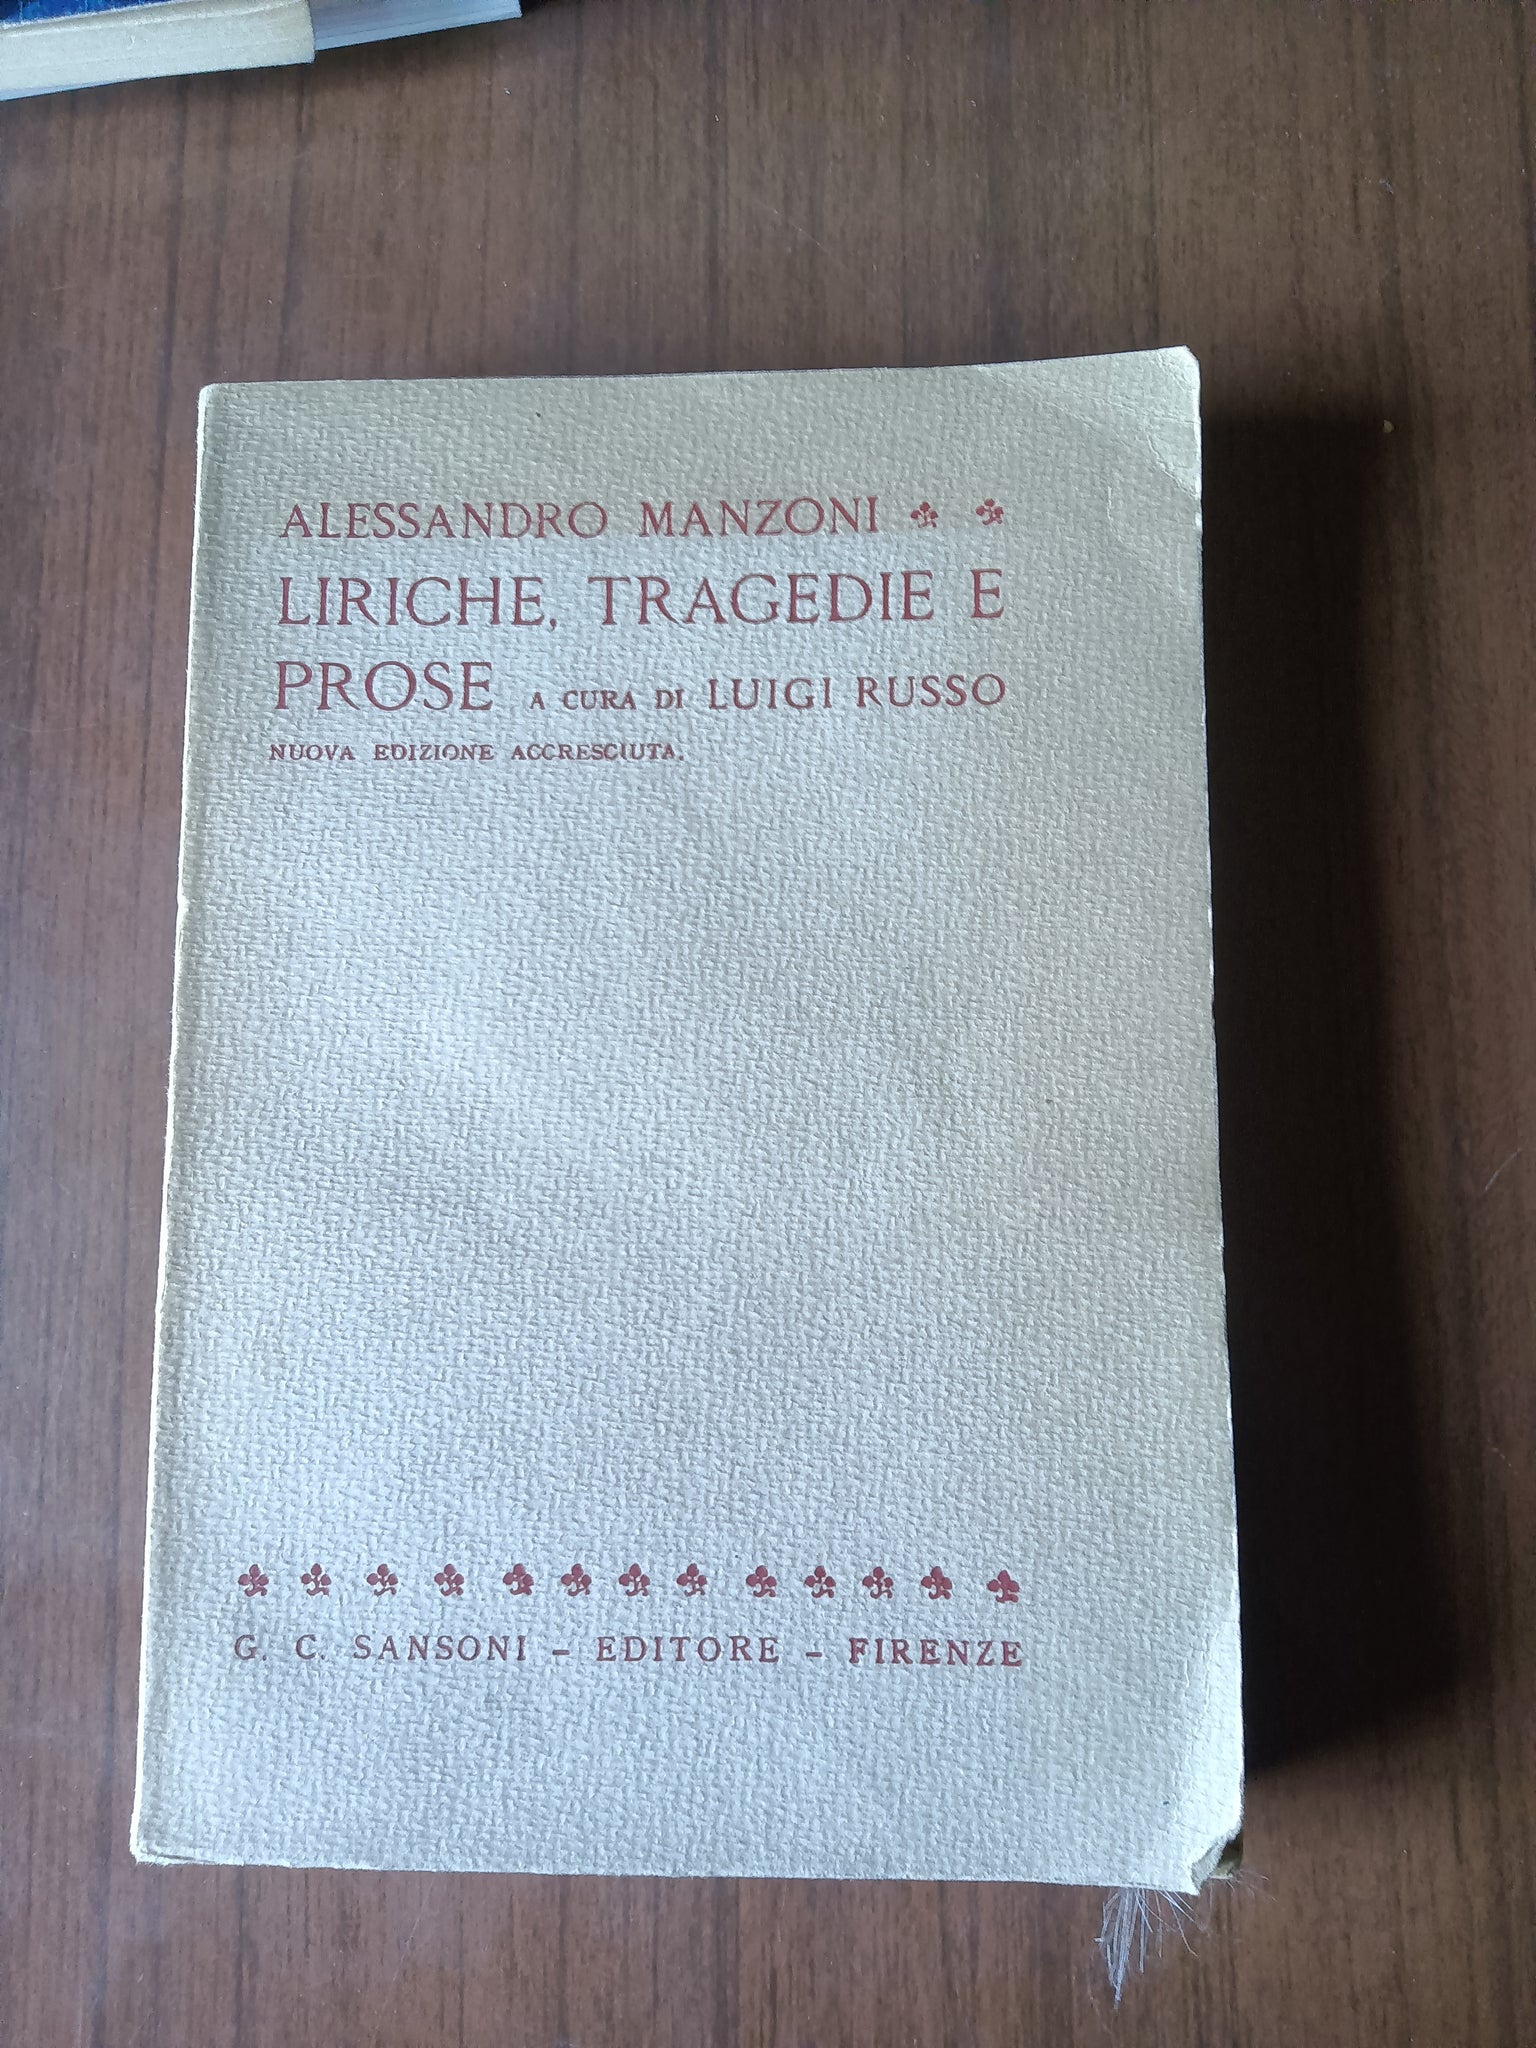 ALESSANDRO MANZONI
LIRICHE, TRAGEDIE E
PROSE A CURA DI LUIGI RUSSO
NUOVA EDIZIONE ACCRESCIUTA.
G. C. SANSONI – EDITORE – FIRENZE